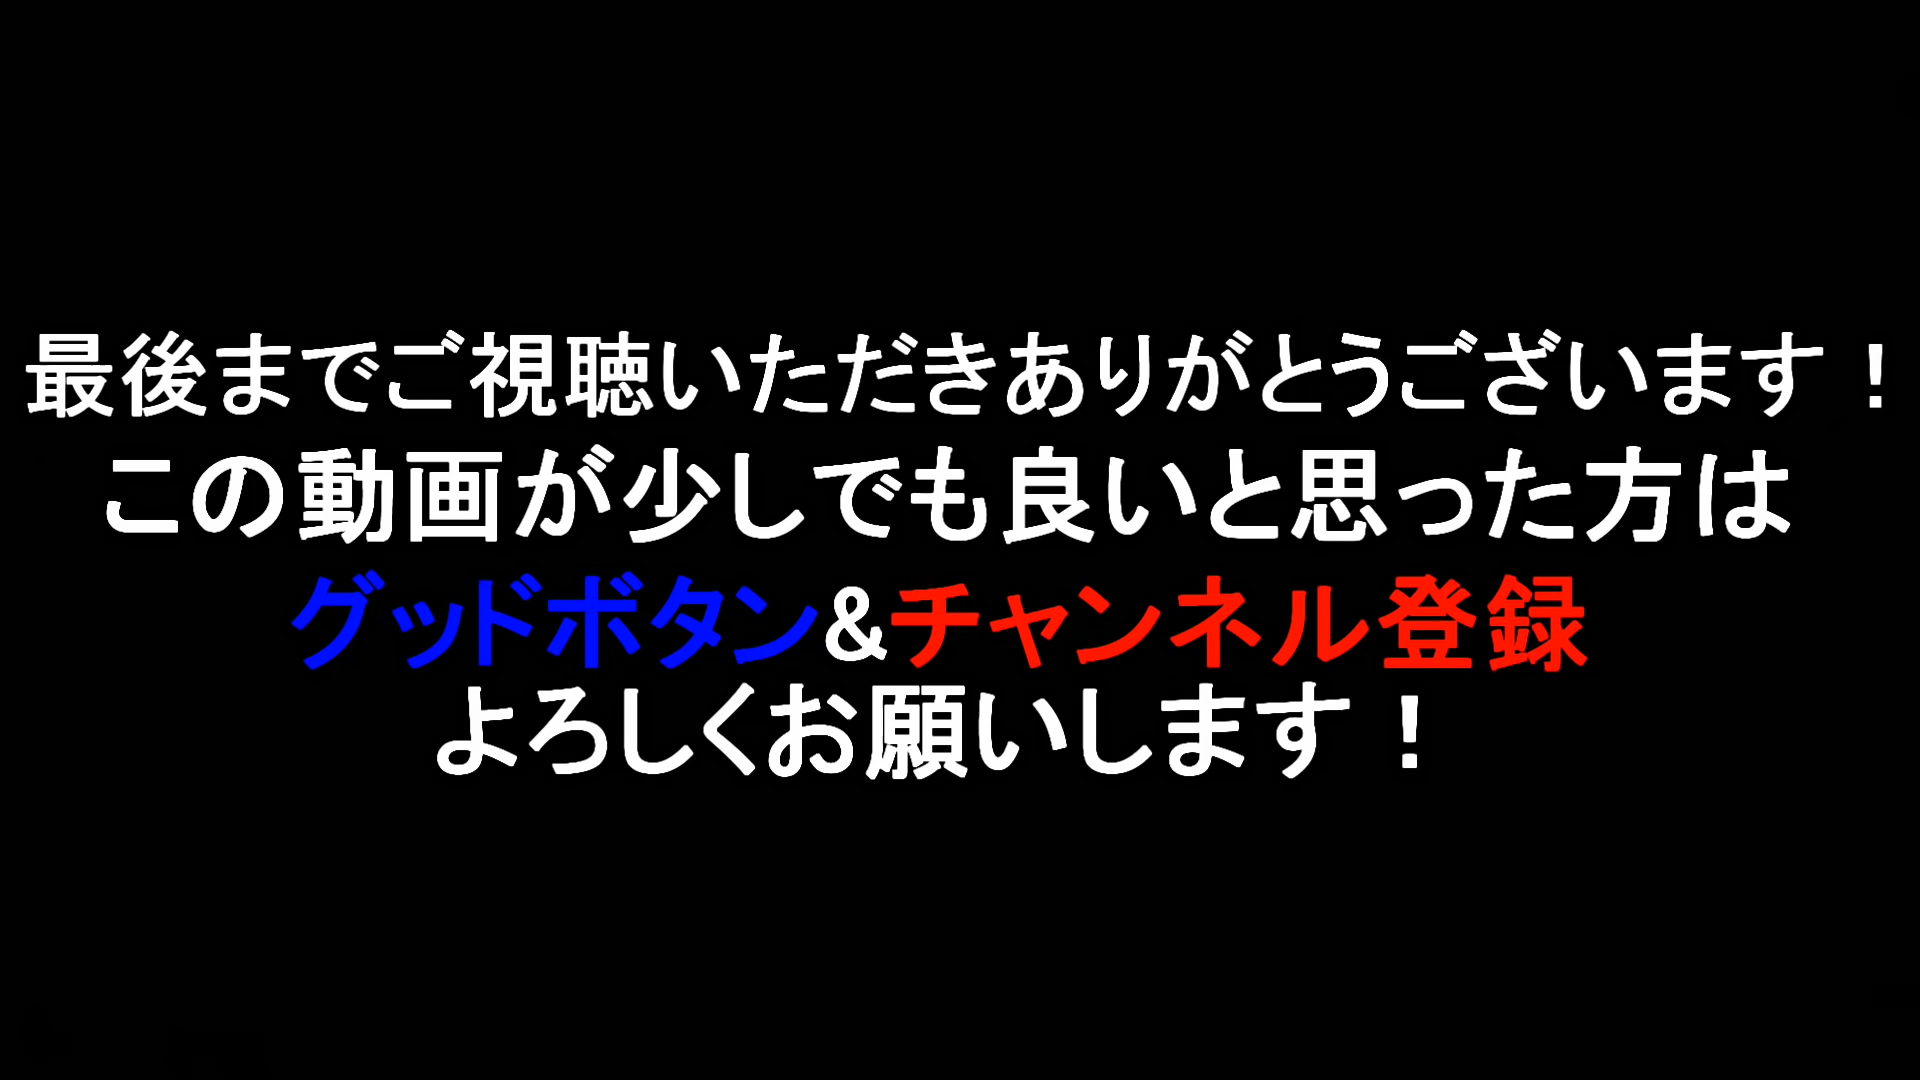 最後までご視聴いただきありがとうございます！
この動画が少しでも良いと思った方は
グッドボタン&チャンネル登録
よろしくお願いします！